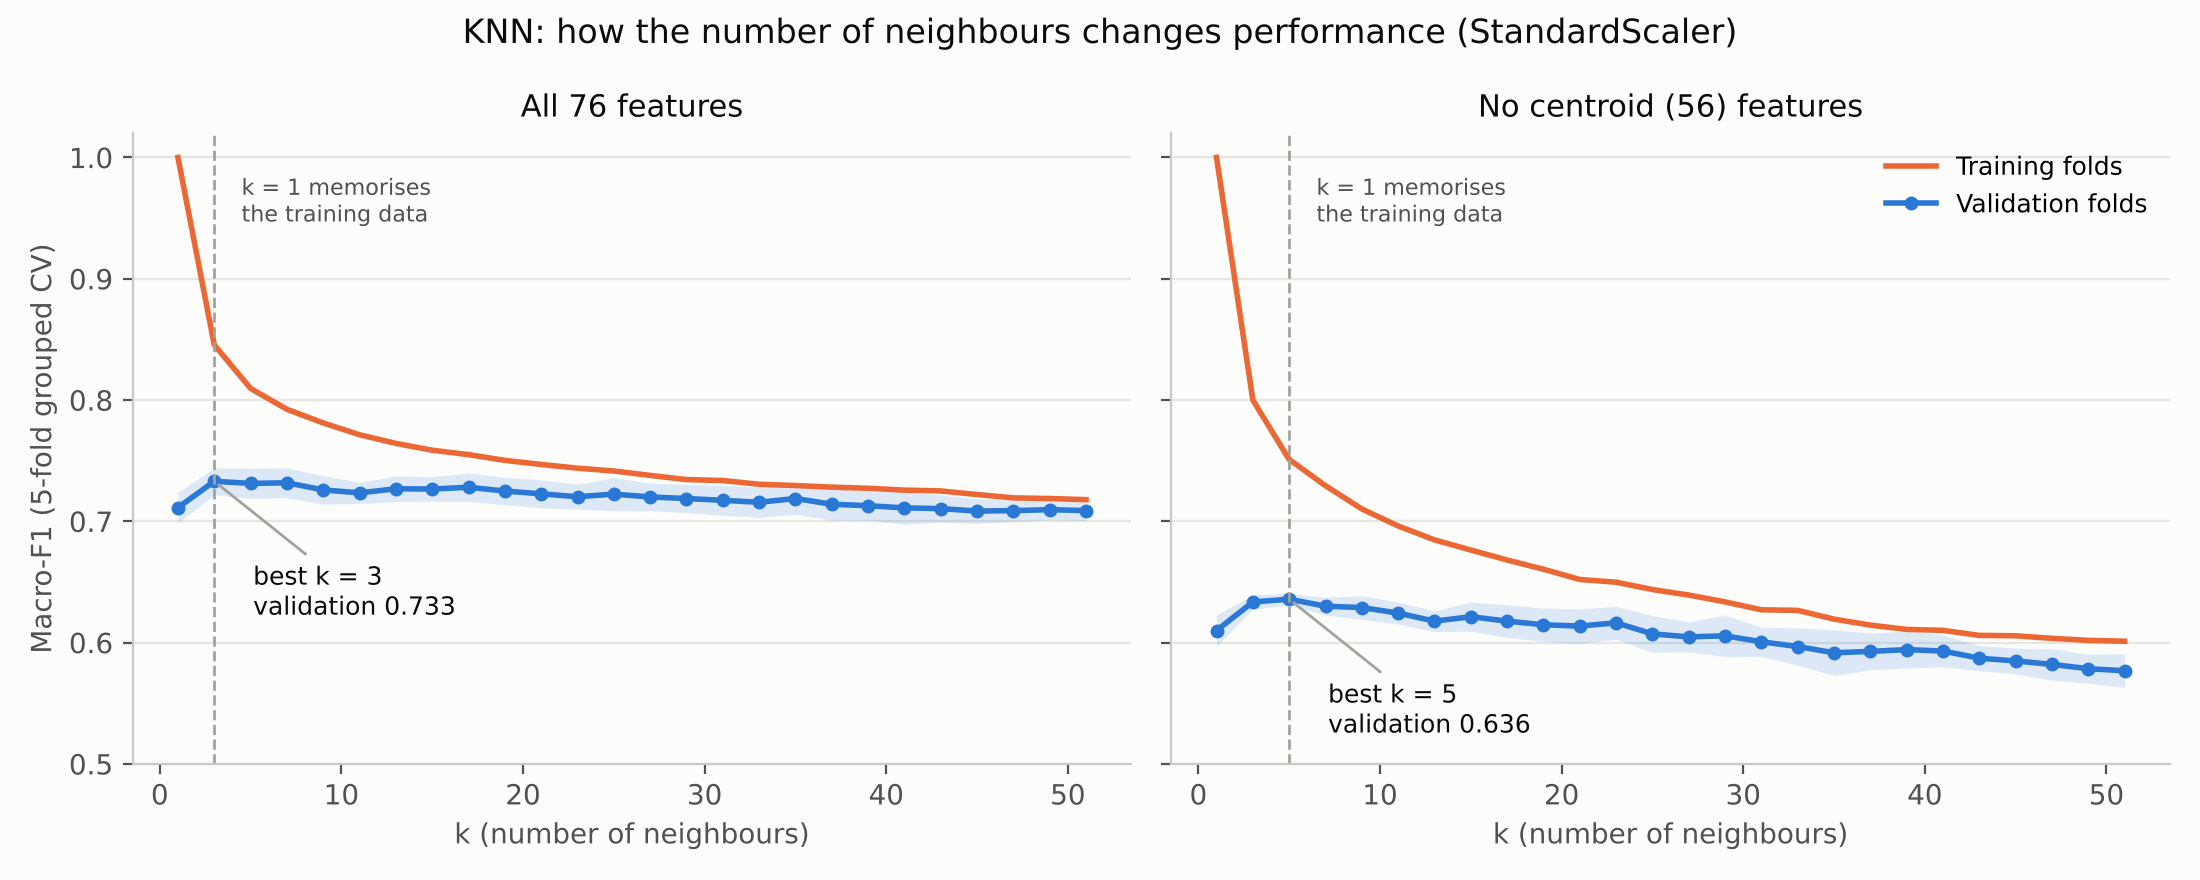 KNN: how the number of neighbours changes performance (StandardScaler)
All 76 features
No centroid (56) features
Macro-F1 (5-fold grouped CV)
1.0
0.9
0.8
0.7
0.6
0.5
k = 1 memorises
the training data
best k = 3
validation 0.733
0 10 20 30 40 50
k (number of neighbours)
k = 1 memorises
the training data
Training folds
Validation folds
best k = 5
validation 0.636
0 10 20 30 40 50
k (number of neighbours)